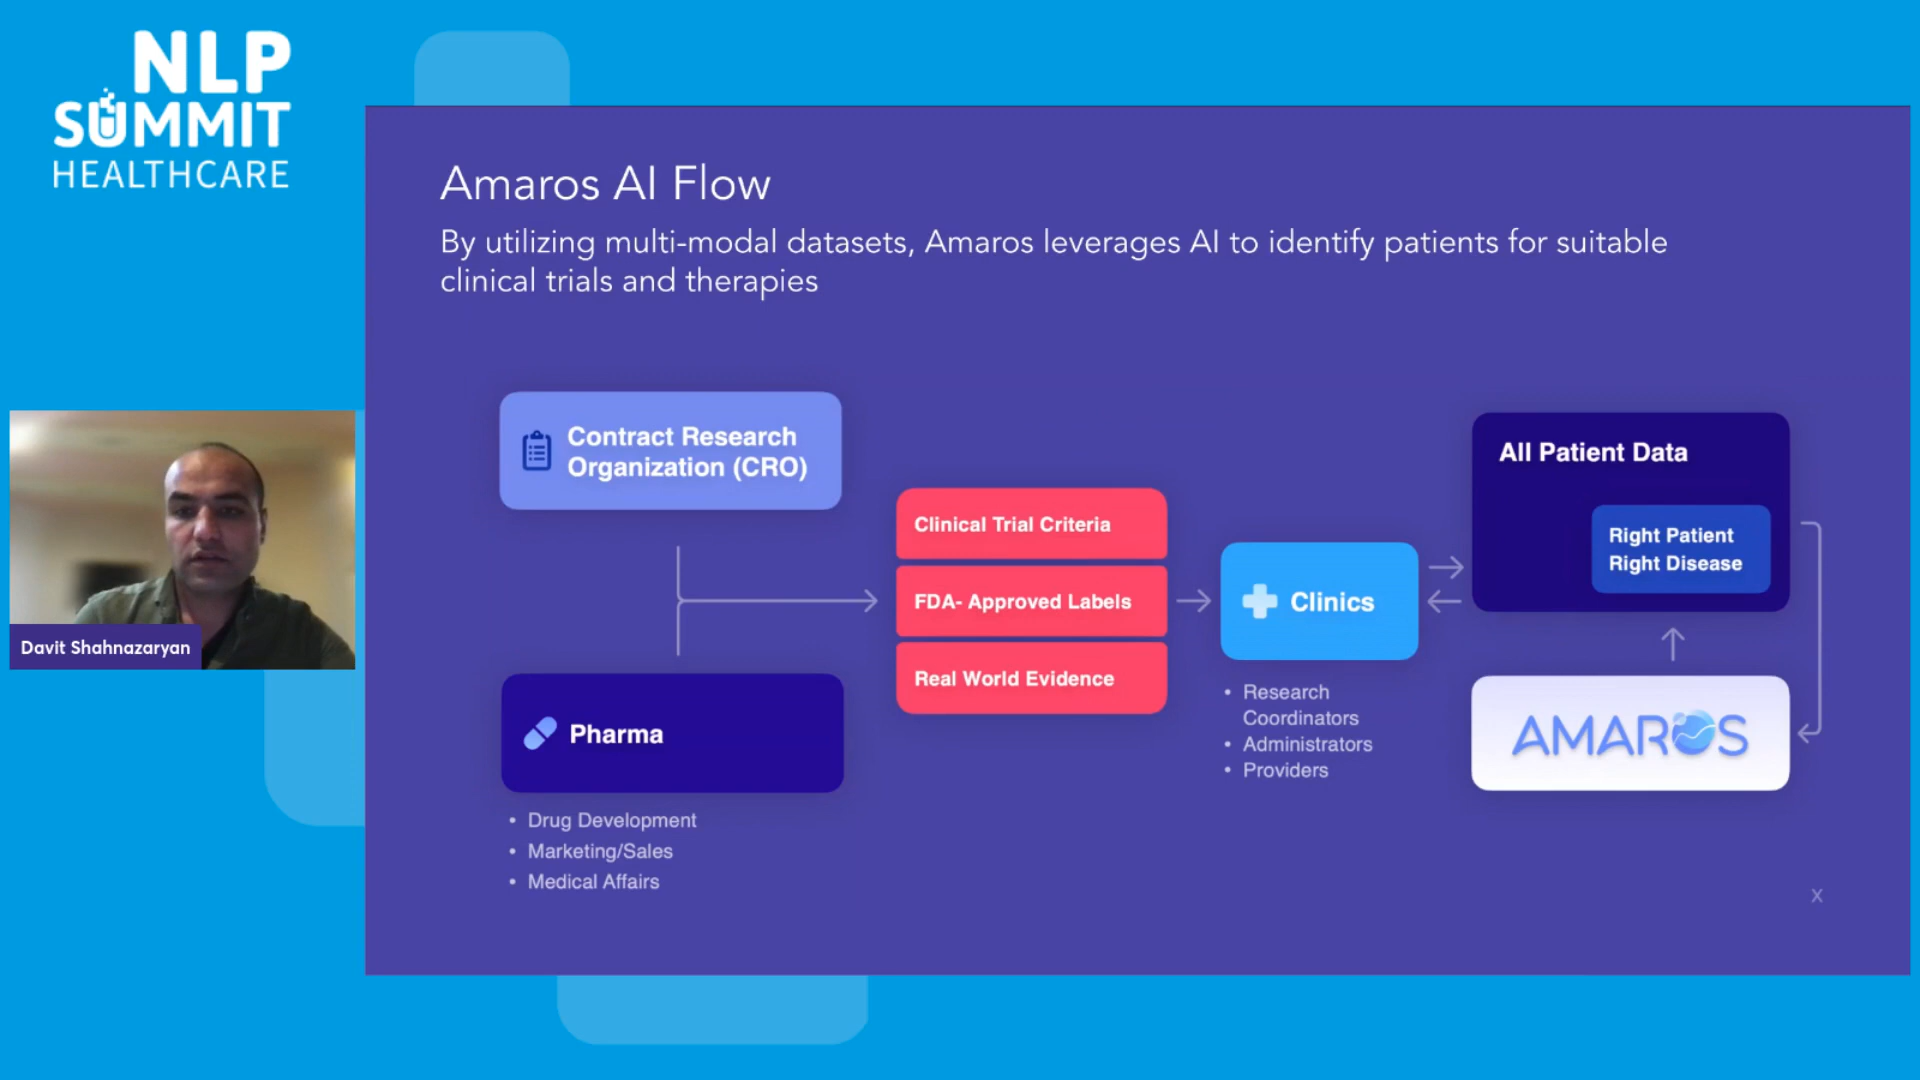 NLP
SUMMIT
HEALTHCARE
Davit Shahnazaryan
Amaros AI Flow
By utilizing multi-modal datasets, Amaros leverages AI to identify patients for suitable
clinical trials and therapies
Contract Research
Organization (CRO)
Pharma
• Drug Development
• Marketing/Sales
• Medical Affairs
Clinical Trial Criteria
FDA- Approved Labels
Real World Evidence
Clinics
• Research
Coordinators
• Administrators
• Providers
All Patient Data
Right Patient
Right Disease
AMAROS
X